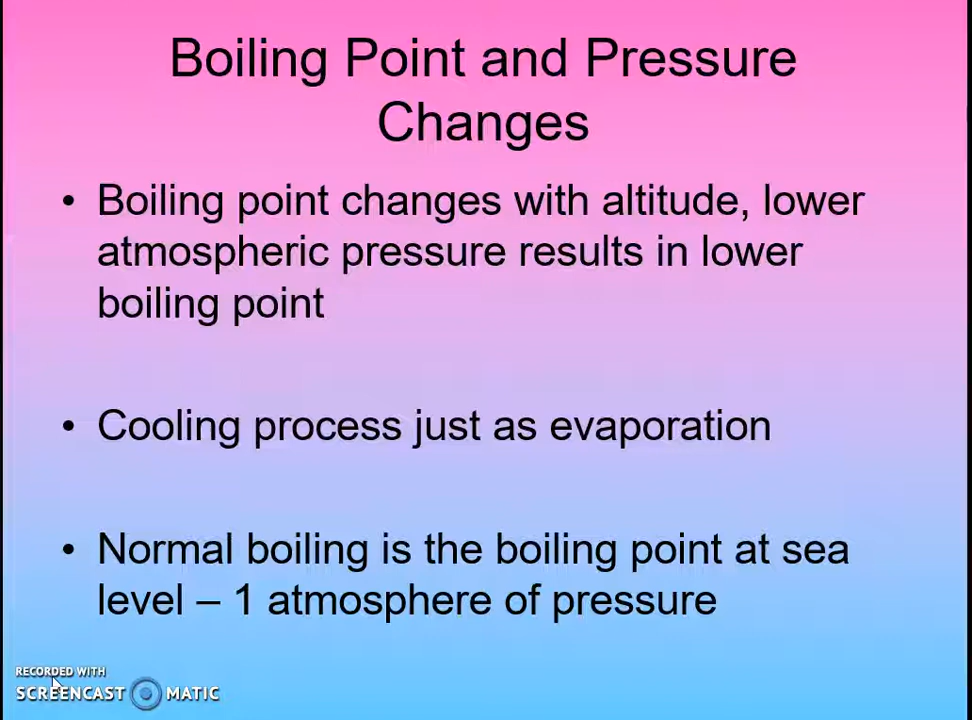 Boiling Point and Pressure
Changes
• Boiling point changes with altitude, lower
atmospheric pressure results in lower
boiling point
• Cooling process just as evaporation
• Normal boiling is the boiling point at sea
level – 1 atmosphere of pressure
RECORDED WITH
SCREENCAST MATIC